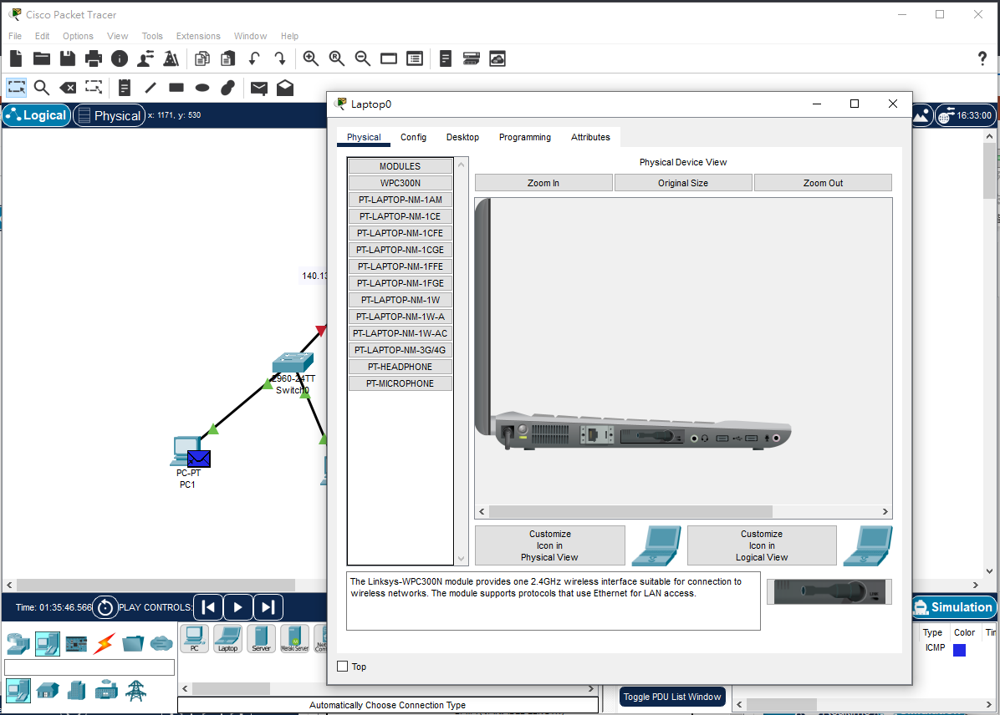 Cisco Packet Tracer
File Edit Options View Tools Extensions Window Help
?
Logical Physical x: 1171, y: 530
16:33:00
2960-24TT
Switch0
PC-PT
PC1
Laptop0
Physical Config Desktop Programming Attributes
MODULES
WPC300N
PT-LAPTOP-NM-1AM
PT-LAPTOP-NM-1CE
PT-LAPTOP-NM-1CFE
PT-LAPTOP-NM-1CGE
PT-LAPTOP-NM-1FFE
PT-LAPTOP-NM-1FGE
PT-LAPTOP-NM-1W
PT-LAPTOP-NM-1W-A
PT-LAPTOP-NM-1W-AC
PT-LAPTOP-NM-3G/4G
PT-HEADPHONE
PT-MICROPHONE
Physical Device View
Zoom In Original Size Zoom Out
Customize
Icon in
Physical View
Customize
Icon in
Logical View
The Linksys-WPC300N module provides one 2.4GHz wireless interface suitable for connection to
wireless networks. The module supports protocols that use Ethernet for LAN access.
Top
Time: 01:35:46.566 PLAY CONTROLS:
Simulation
PC Laptop Server Meraki Server
Automatically Choose Connection Type
Toggle PDU List Window
Type Color
ICMP